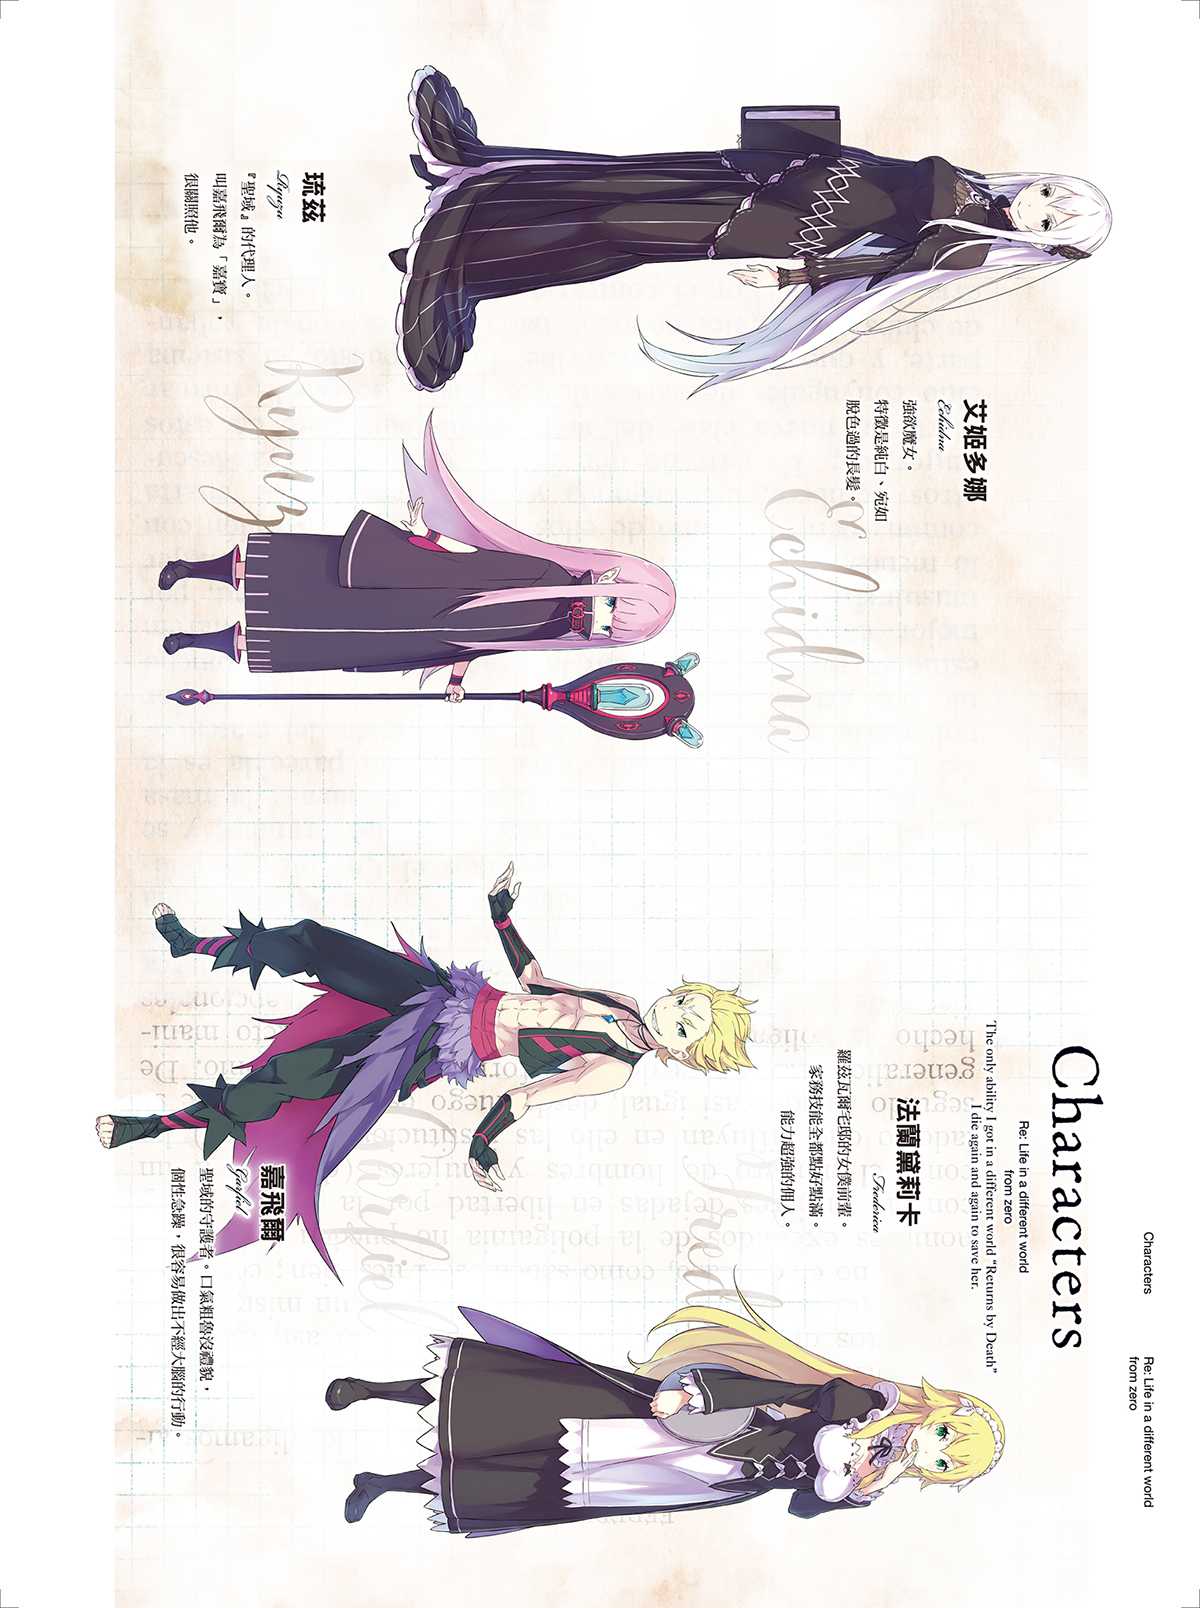 Characters
Re: Life in a different world
from zero
Characters
Re: Life in a different world
from zero
The only ability I got in a different world “Returns by Death”
I die again and again to save her.
艾姬多娜
Echidna
強欲魔女。
特徵是純白、宛如
脫色過的長髮。
Echidna
法蘭黛莉卡
Frederica
羅茲瓦爾宅邸的女僕前輩。
家務技能全都點好點滿。
能力超強的佣人。
Fred
琉茲
Ryuzu
『聖域』的代理人。
叫嘉飛爾為「嘉寶」，
很關照他。
Ryuz
嘉飛爾
Garfiel
聖域的守護者。口氣粗魯沒禮貌，
個性急躁，很容易做出不經大腦的行動。
Garfiel
generali
hecho